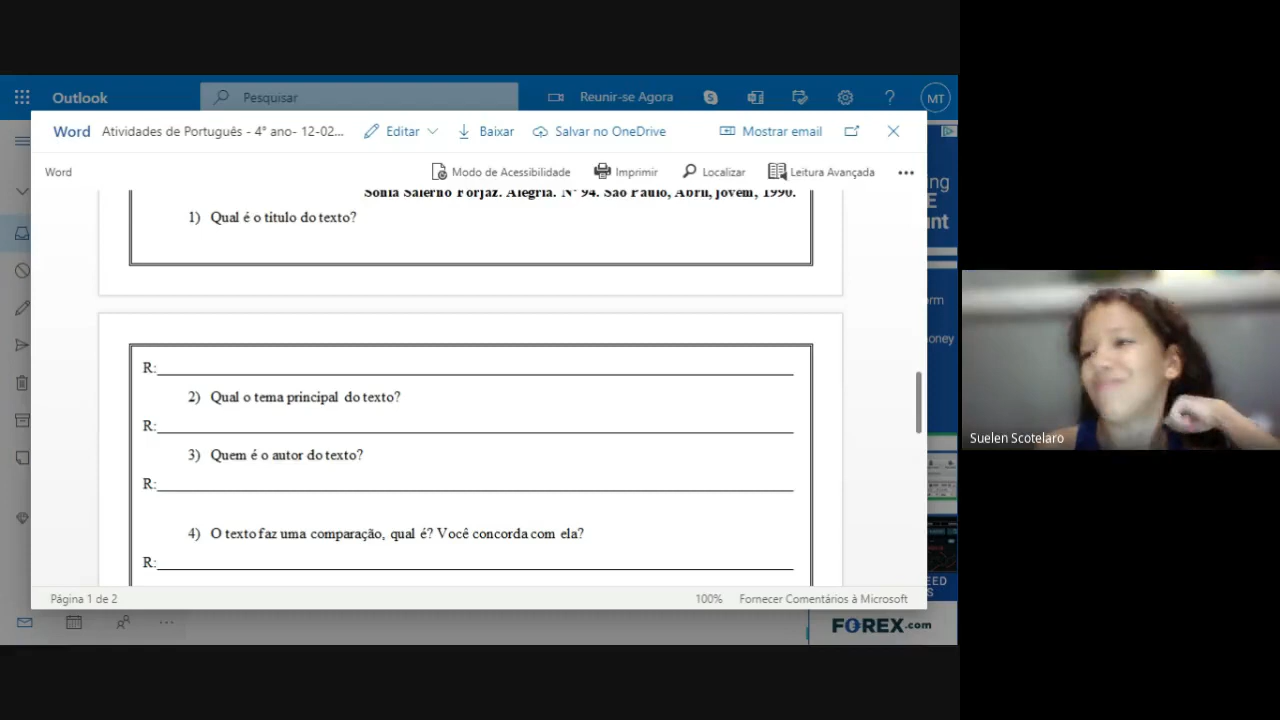 Outlook
Pesquisar
Reunir-se Agora
MT
Word
Atividades de Português - 4° ano- 12-02...
Editar
Baixar
Salvar no OneDrive
Mostrar email
Word
Modo de Acessibilidade
Imprimir
Localizar
Leitura Avançada
Sonia Salerno Forjaz. Alegria. N° 94. São Paulo, Abril, jovem, 1990.
1) Qual é o título do texto?
R:
2) Qual o tema principal do texto?
R:
3) Quem é o autor do texto?
R:
4) O texto faz uma comparação, qual é? Você concorda com ela?
R:
Página 1 de 2
100%
Fornecer Comentários à Microsoft
FOREX.com
Suelen Scotelaro